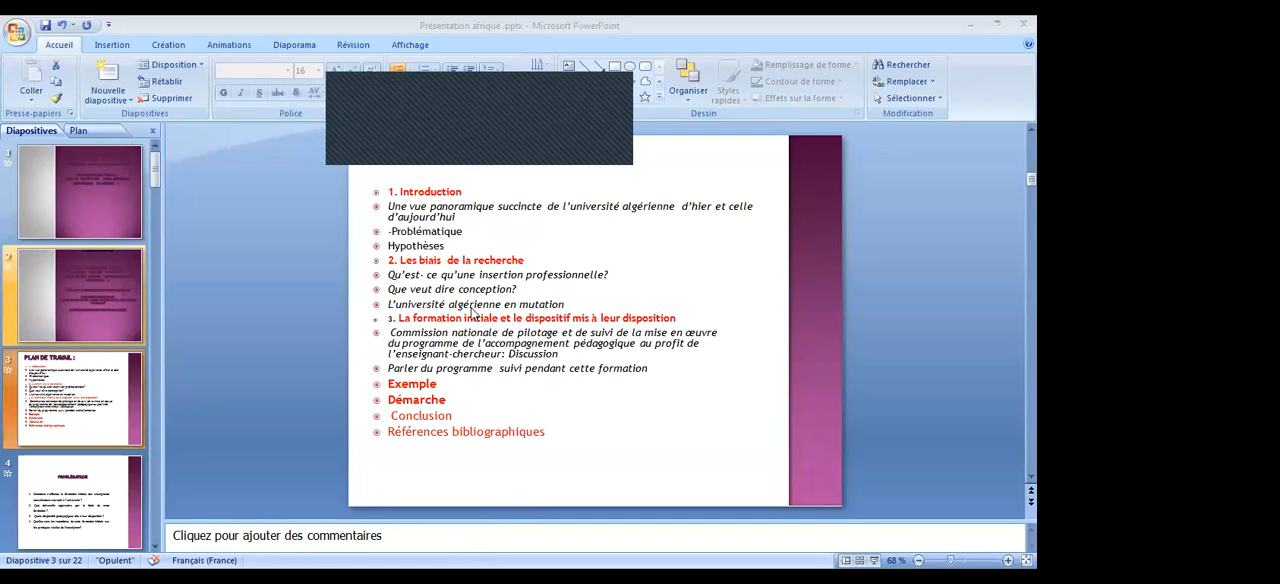 Présentation afrique .pptx - Microsoft PowerPoint
Accueil Insertion Création Animations Diaporama Révision Affichage
Coller
Presse-papiers
Nouvelle diapositive
Disposition
Rétablir
Supprimer
Diapositives
16
G I S abc S AV
Police
Organiser
Styles rapides
Remplissage de forme
Contour de forme
Effets sur la forme
Dessin
Rechercher
Remplacer
Sélectionner
Modification
Diapositives Plan
1
2
3
PLAN DE TRAVAIL :
4
PROBLÉMATIQUE
1. Introduction
Une vue panoramique succincte de l’université algérienne d’hier et celle
d’aujourd’hui
-Problématique
Hypothèses
2. Les biais de la recherche
Qu’est- ce qu’une insertion professionnelle?
Que veut dire conception?
L’université algérienne en mutation
3. La formation initiale et le dispositif mis à leur disposition
Commission nationale de pilotage et de suivi de la mise en œuvre
du programme de l’accompagnement pédagogique au profit de
l’enseignant-chercheur: Discussion
Parler du programme suivi pendant cette formation
Exemple
Démarche
Conclusion
Références bibliographiques
Cliquez pour ajouter des commentaires
Diapositive 3 sur 22 "Opulent" Français (France) 68 %